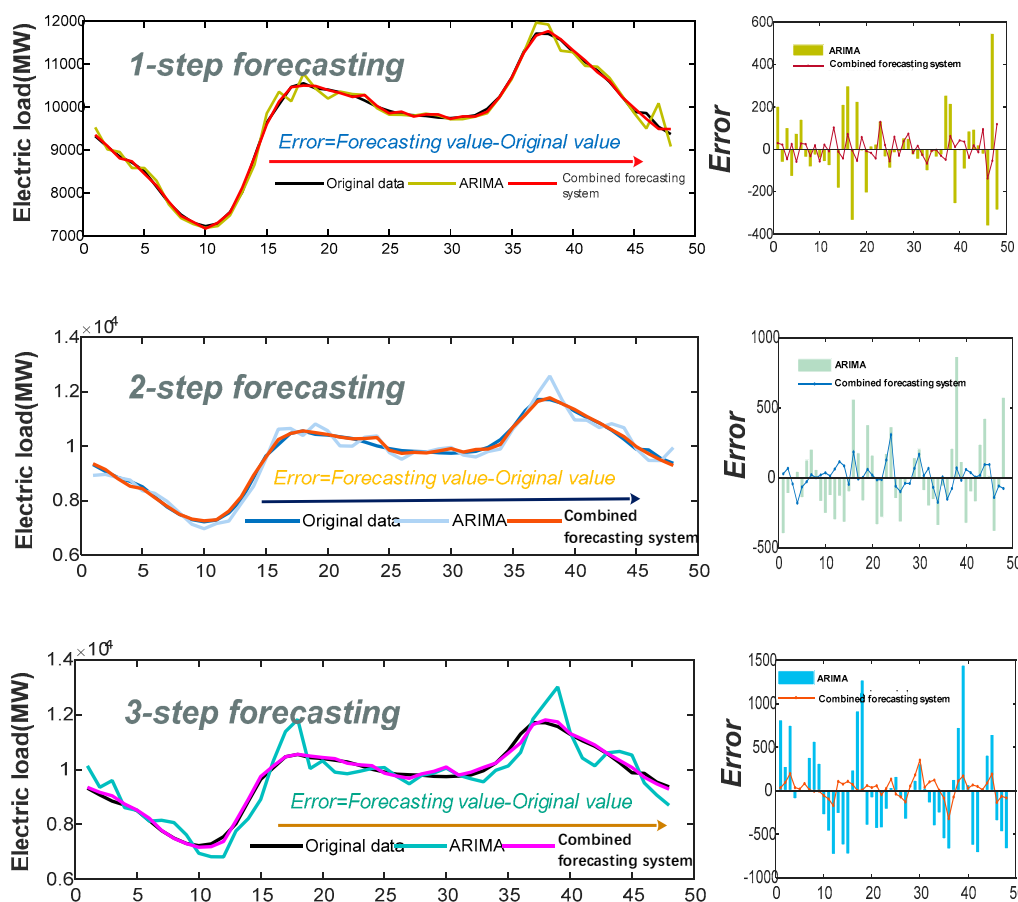 Electric load(MW)
12000
11000
10000
9000
8000
7000
1-step forecasting
Error=Forecasting value-Original value
Original data
ARIMA
Combined forecasting
system
0
5
10
15
20
25
30
35
40
45
50
Error
600
400
200
0
-200
-400
ARIMA
Combined forecasting system
0
10
20
30
40
50
Electric load(MW)
×10⁴
1.4
1.2
1
0.8
0.6
2-step forecasting
Error=Forecasting value-Original value
Original data
ARIMA
Combined
forecasting system
0
5
10
15
20
25
30
35
40
45
50
Error
1000
500
0
-500
ARIMA
Combined forecasting system
0
10
20
30
40
50
Electric load(MW)
×10⁴
1.4
1.2
1
0.8
0.6
3-step forecasting
Error=Forecasting value-Original value
Original data
ARIMA
Combined
forecasting system
0
5
10
15
20
25
30
35
40
45
50
Error
1500
1000
500
0
-500
-1000
ARIMA
Combined forecasting system
0
10
20
30
40
50